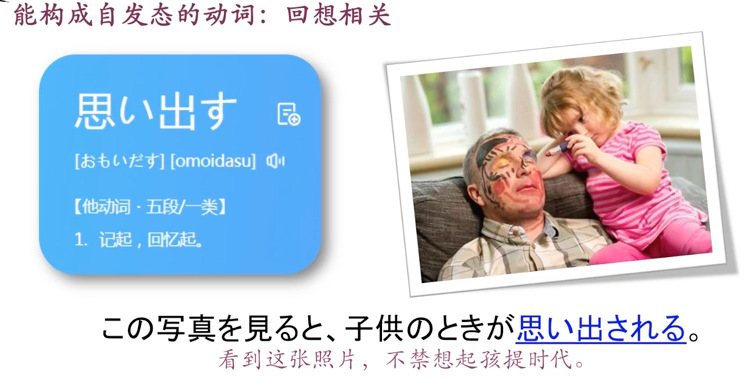 能构成自发态的动词：回想相关
思い出す
[おもいだす] [omoidasu]
【他动词 · 五段/一类】
1. 记起，回忆起。
この写真を見ると、子供のときが思い出される。
看到这张照片，不禁想起孩提时代。